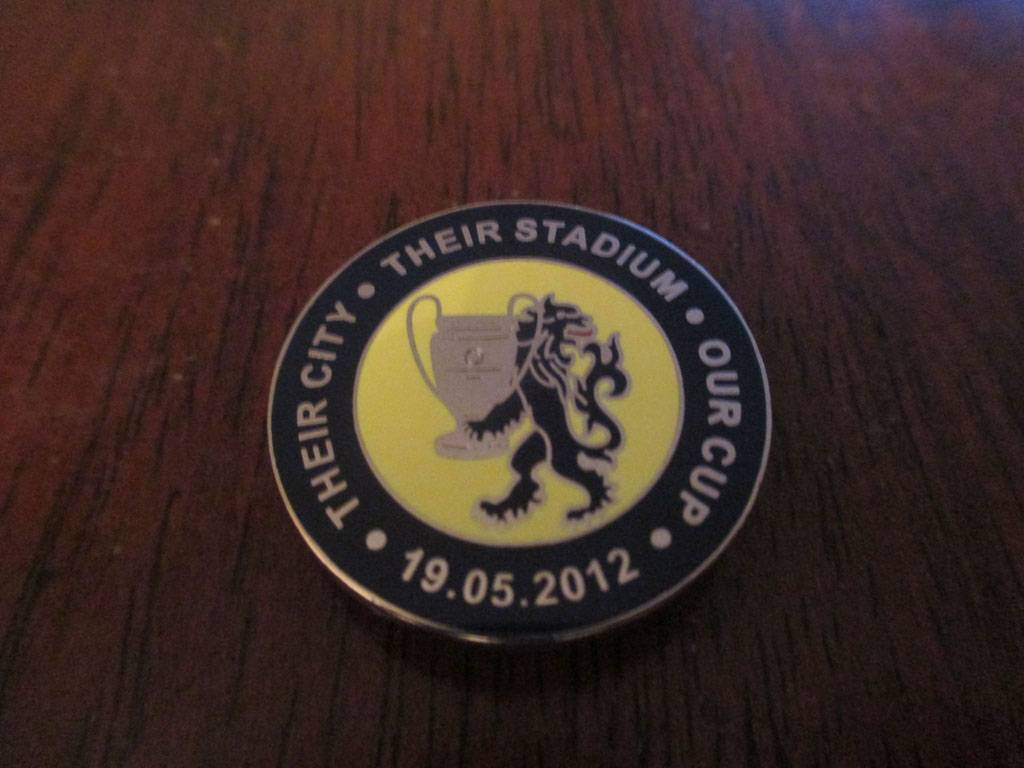 THEIR CITY • THEIR STADIUM • OUR CUP •
19.05.2012